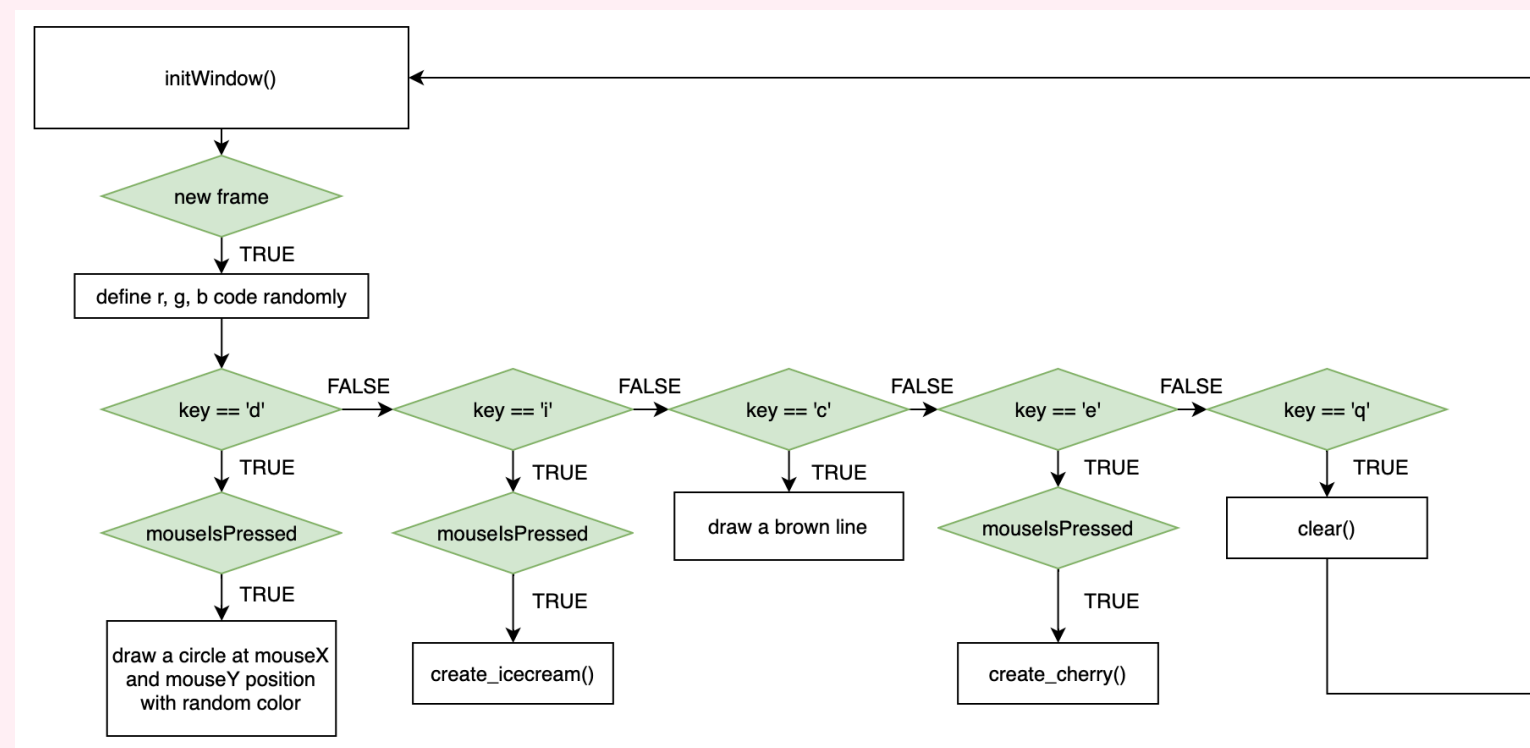 initWindow()
new frame
TRUE
define r, g, b code randomly
FALSE
FALSE
FALSE
FALSE
key == 'd'
key == 'i'
key == 'c'
key == 'e'
key == 'q'
TRUE
TRUE
TRUE
TRUE
TRUE
mouseIsPressed
mouseIsPressed
draw a brown line
mouseIsPressed
clear()
TRUE
TRUE
TRUE
draw a circle at mouseX
and mouseY position
with random color
create_icecream()
create_cherry()